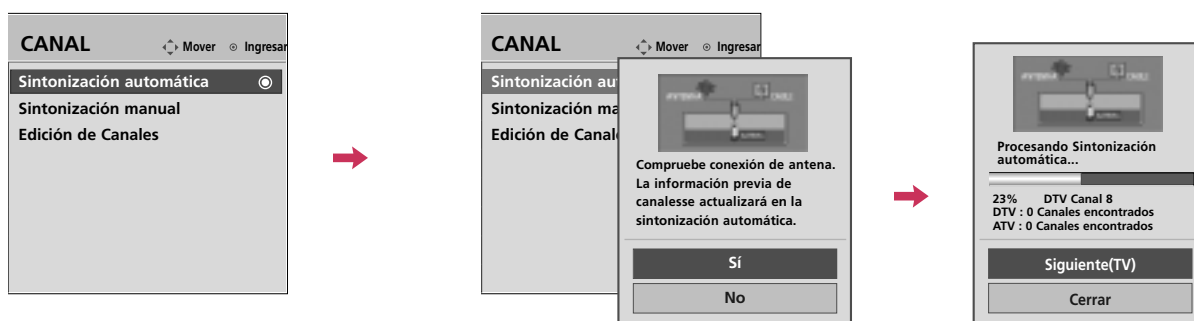 CANAL
Mover Ingresar
Sintonización automática
Sintonización manual
Edición de Canales
CANAL
Mover Ingresar
Sintonización au
Sintonización ma
Edición de Canal
Compruebe conexión de antena.
La información previa de
canalesse actualizará en la
sintonización automática.
Sí
No
Procesando Sintonización
automática...
23% DTV Canal 8
DTV : 0 Canales encontrados
ATV : 0 Canales encontrados
Siguiente(TV)
Cerrar